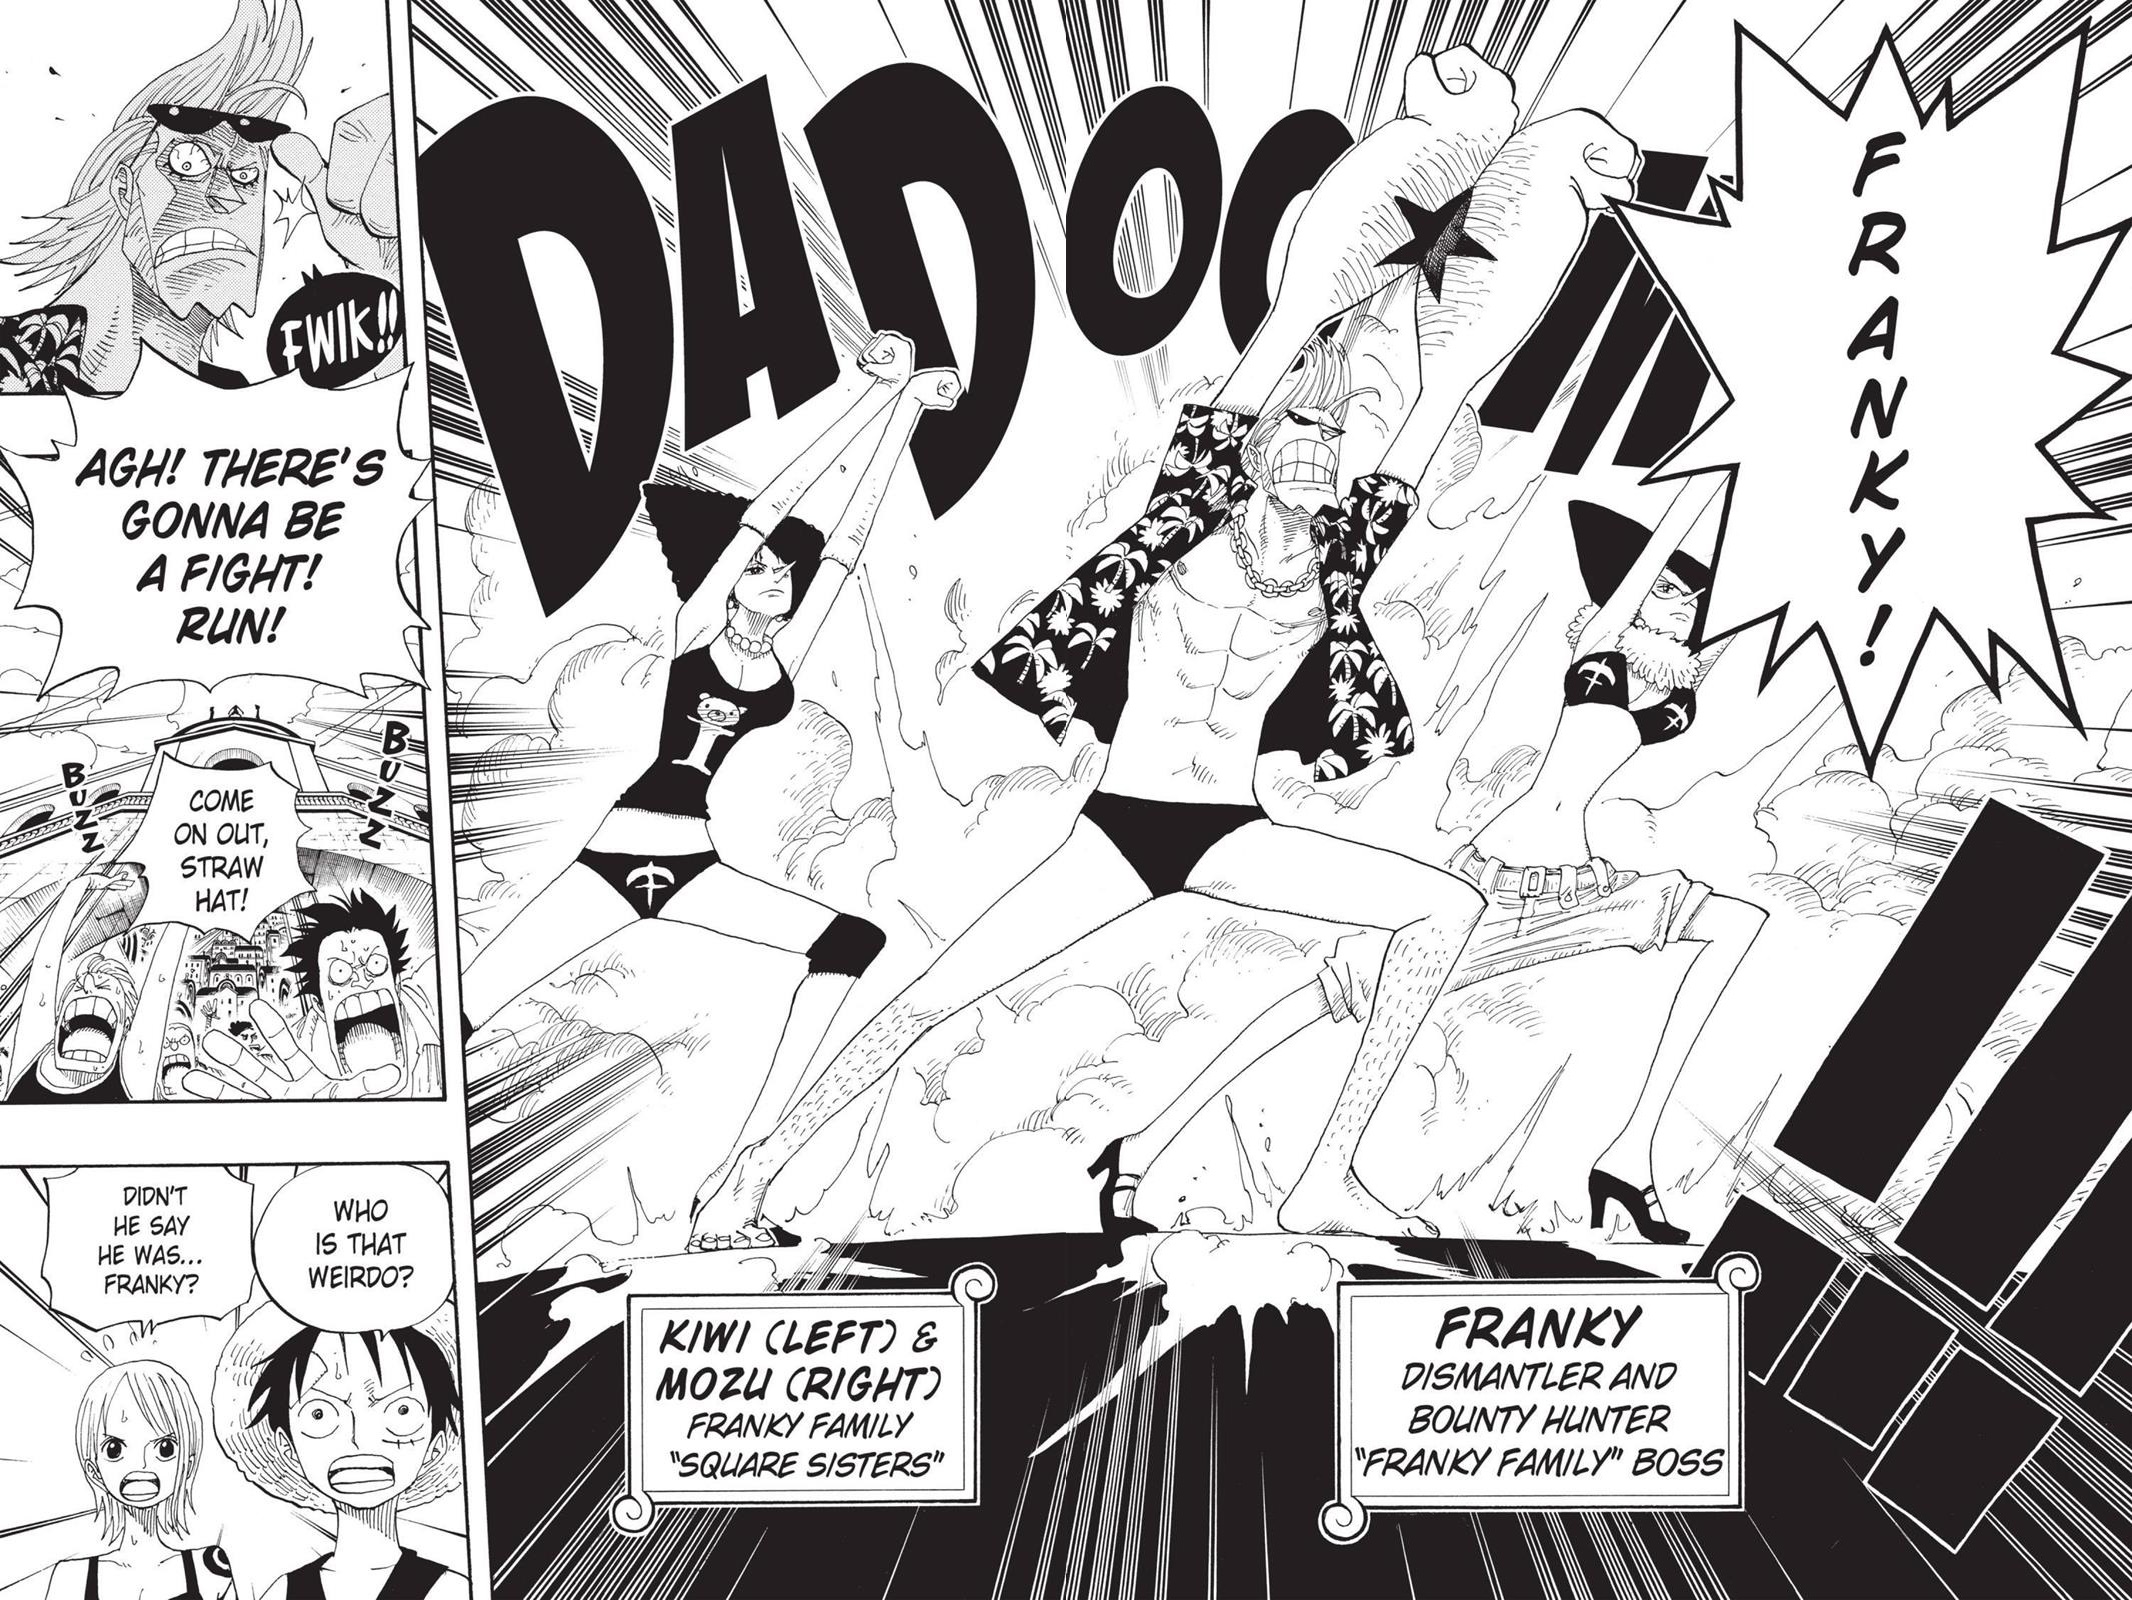 FRANKY!
DADOOM
KIWI (LEFT) &
MOZU (RIGHT)
FRANKY FAMILY
"SQUARE SISTERS"
FRANKY
DISMANTLER AND
BOUNTY HUNTER
"FRANKY FAMILY" BOSS
FWIK!!
AGH! THERE'S
GONNA BE
A FIGHT!
RUN!
BUZZ
COME
ON OUT,
STRAW
HAT!
BUZZ
WHO
IS THAT
WEIRDO?
DIDN'T
HE SAY
HE WAS...
FRANKY?